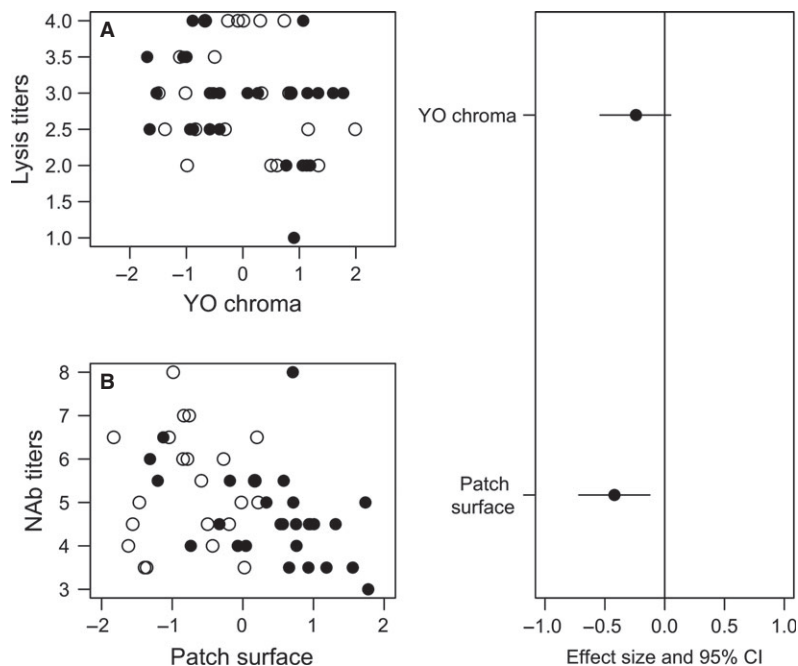 A
4.0
3.5
3.0
2.5
2.0
1.5
1.0
Lysis titers
−2 −1 0 1 2
YO chroma
B
8
7
6
5
4
3
NAb titers
−2 −1 0 1 2
Patch surface
YO chroma
Patch
surface
−1.0 −0.5 0.0 0.5 1.0
Effect size and 95% CI